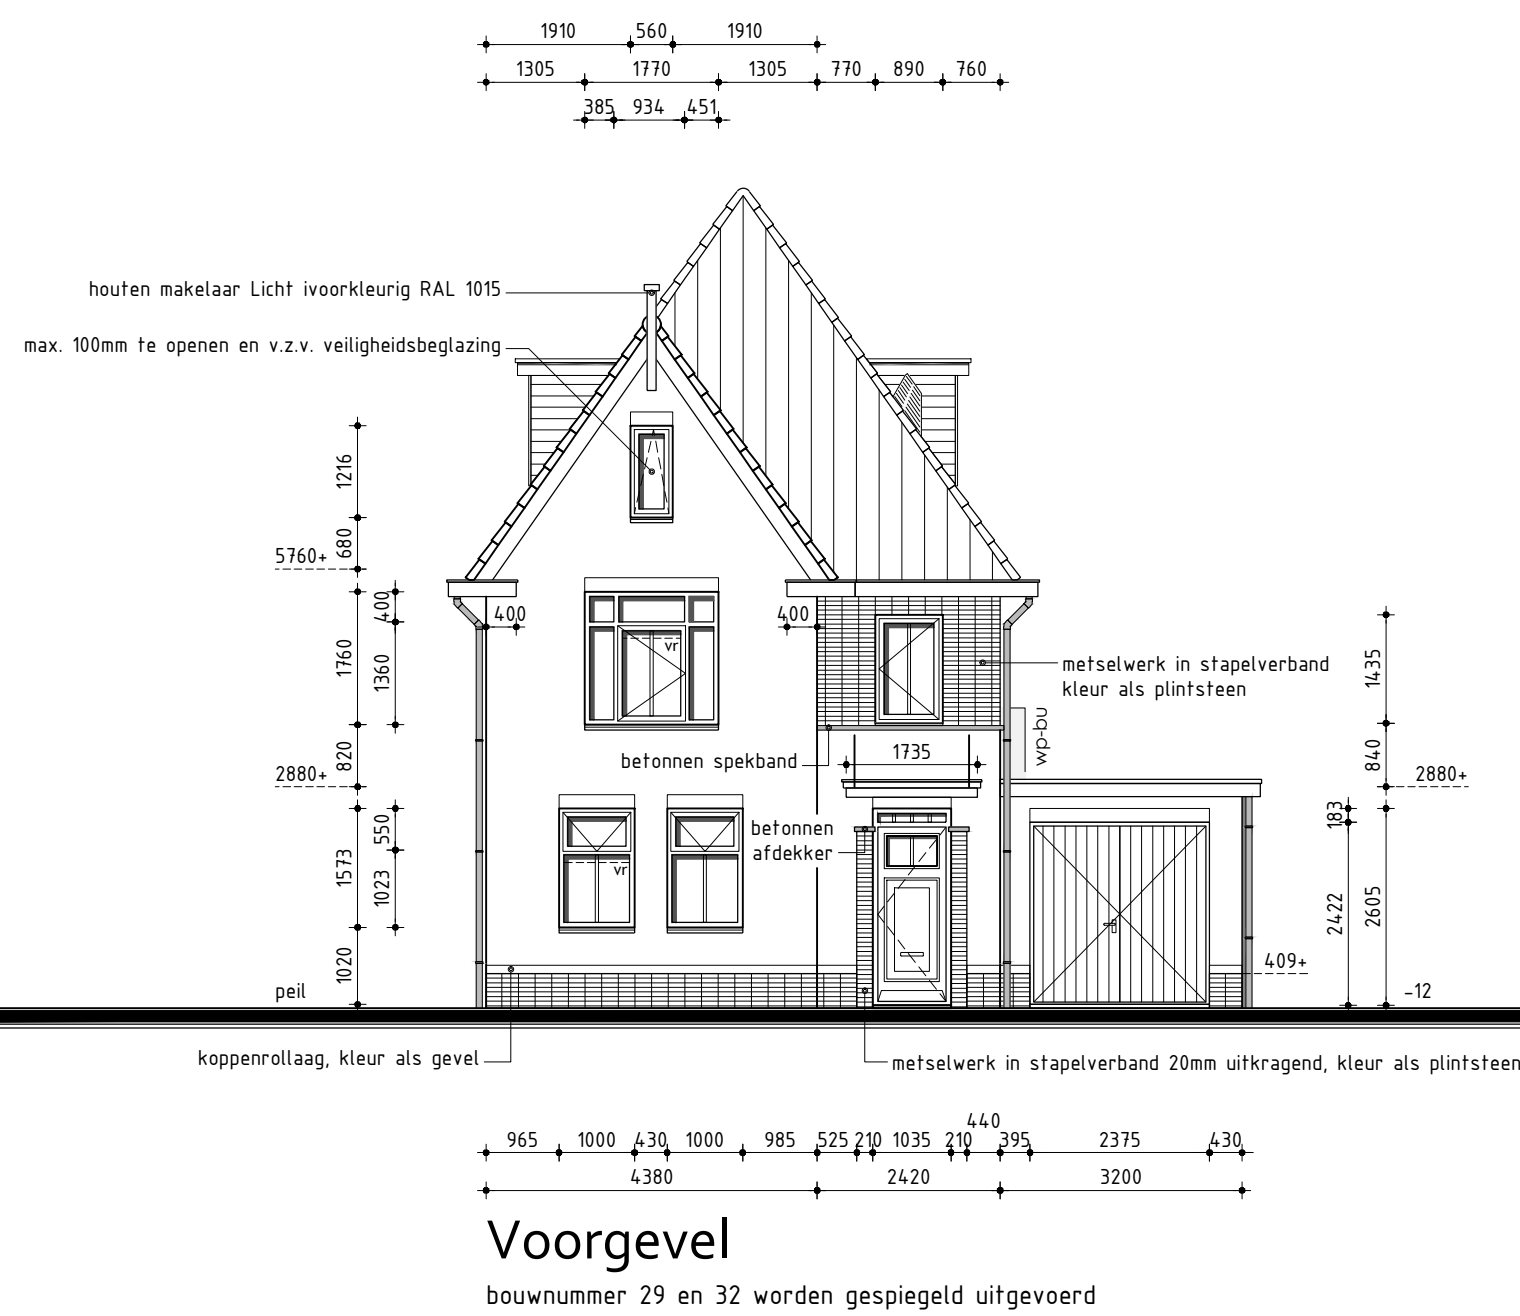 1910 560 1910
1305 1770 1305 770 890 760
385 934 451
houten makelaar Licht ivoorkleurig RAL 1015
max. 100mm te openen en v.z.v. veiligheidsbeglazing
1216
680
5760+
400
400
400
1760
1360
vr
metselwerk in stapelverband
kleur als plintsteen
1435
wp-bu
820
betonnen spekband
1735
840
2880+
2880+
550
1573
1023
vr
betonnen
afdekker
183
2422
2605
1020
409+
peil
-12
koppenrollaag, kleur als gevel
metselwerk in stapelverband 20mm uitkragend, kleur als plintsteen
440
965 1000 430 1000 985 525 210 1035 210 395 2375 430
4380 2420 3200
Voorgevel
bouwnummer 29 en 32 worden gespiegeld uitgevoerd